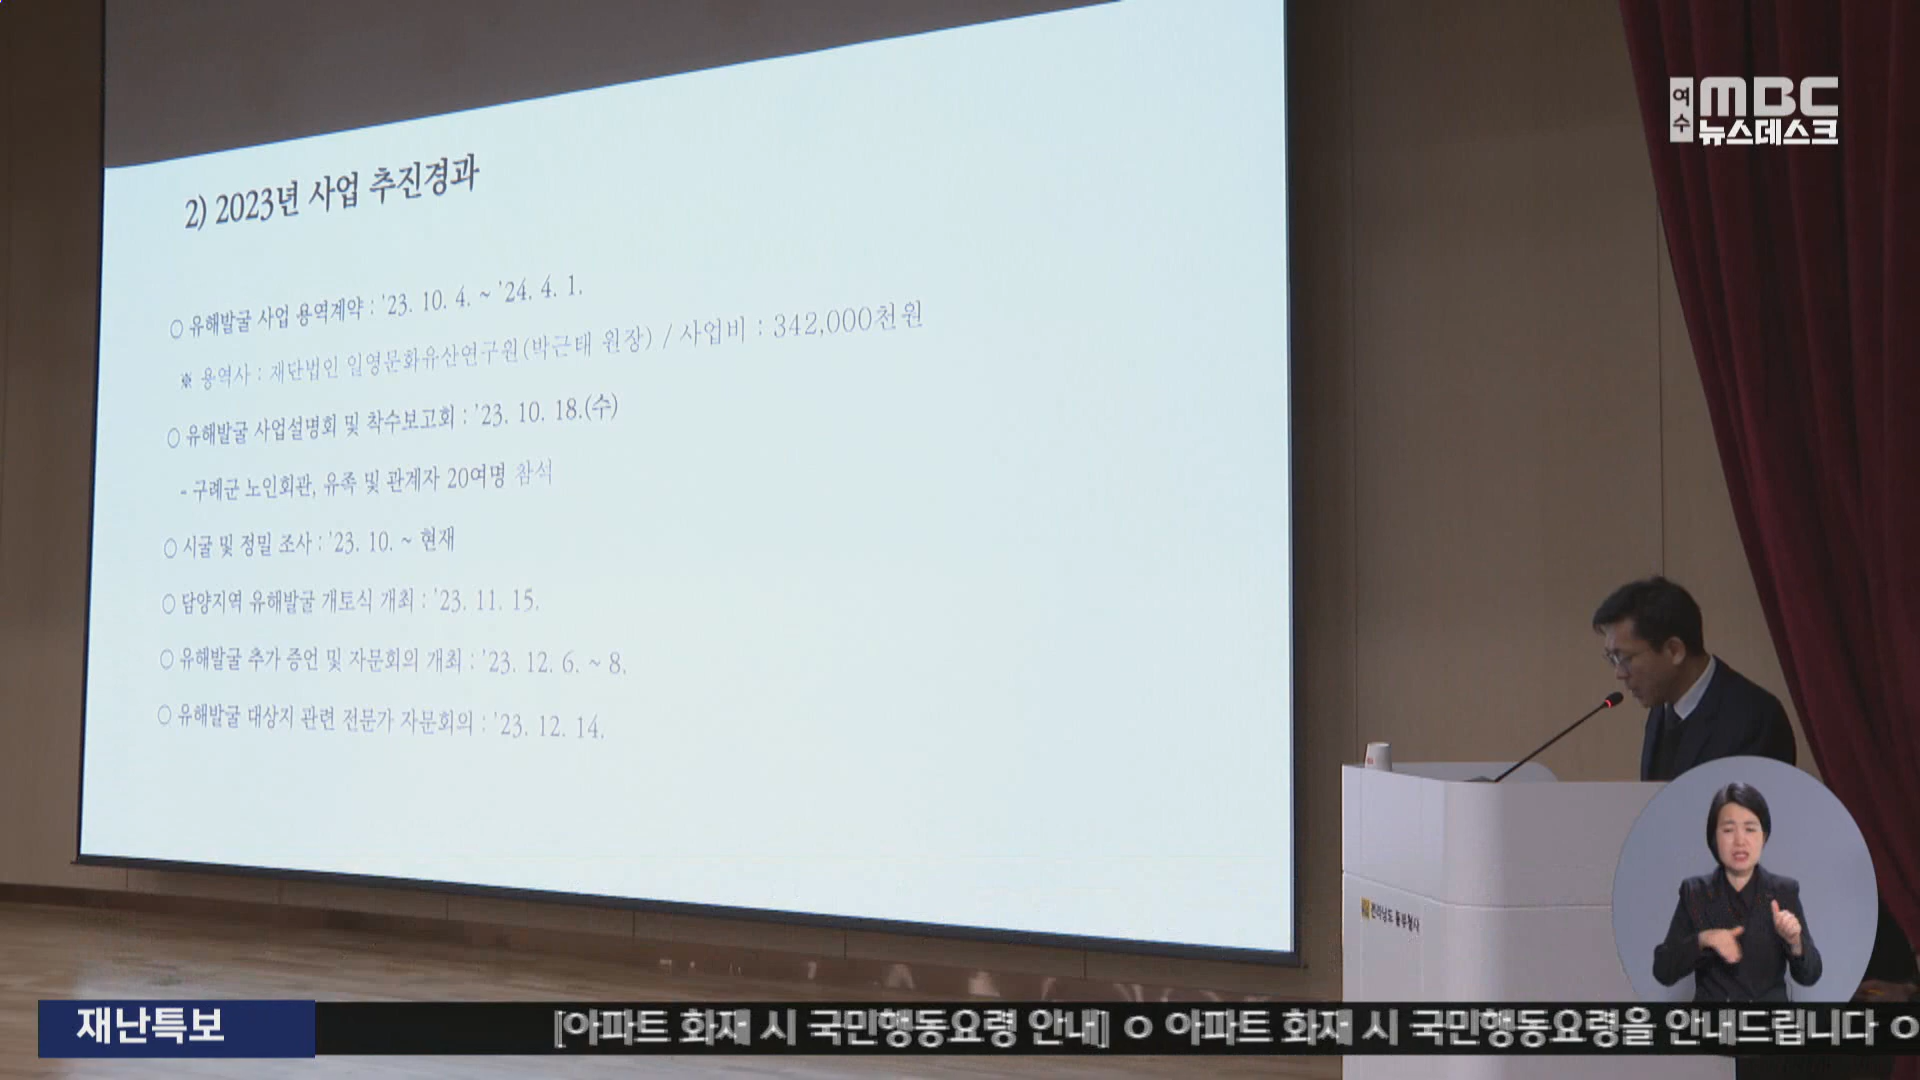 여수 MBC
뉴스데스크
2) 2023년 사업 추진경과
○ 유해발굴 사업 용역계약 : '23. 10. 4. ~ '24. 4. 1.
※ 용역사 : 재단법인 일영문화유산연구원(박근태 원장) / 사업비 : 342,000천원
○ 유해발굴 사업설명회 및 착수보고회 : '23. 10. 18.(수)
- 구례군 노인회관, 유족 및 관계자 20여명 참석
○ 시굴 및 정밀 조사 : '23. 10. ~ 현재
○ 담양지역 유해발굴 개토식 개최 : '23. 11. 15.
○ 유해발굴 추가 증언 및 자문회의 개최 : '23. 12. 6. ~ 8.
○ 유해발굴 대상지 관련 전문가 자문회의 : '23. 12. 14.
전라남도 동부청사
재난특보
[아파트 화재 시 국민행동요령 안내] ㅇ 아파트 화재 시 국민행동요령을 안내드립니다 ㅇ